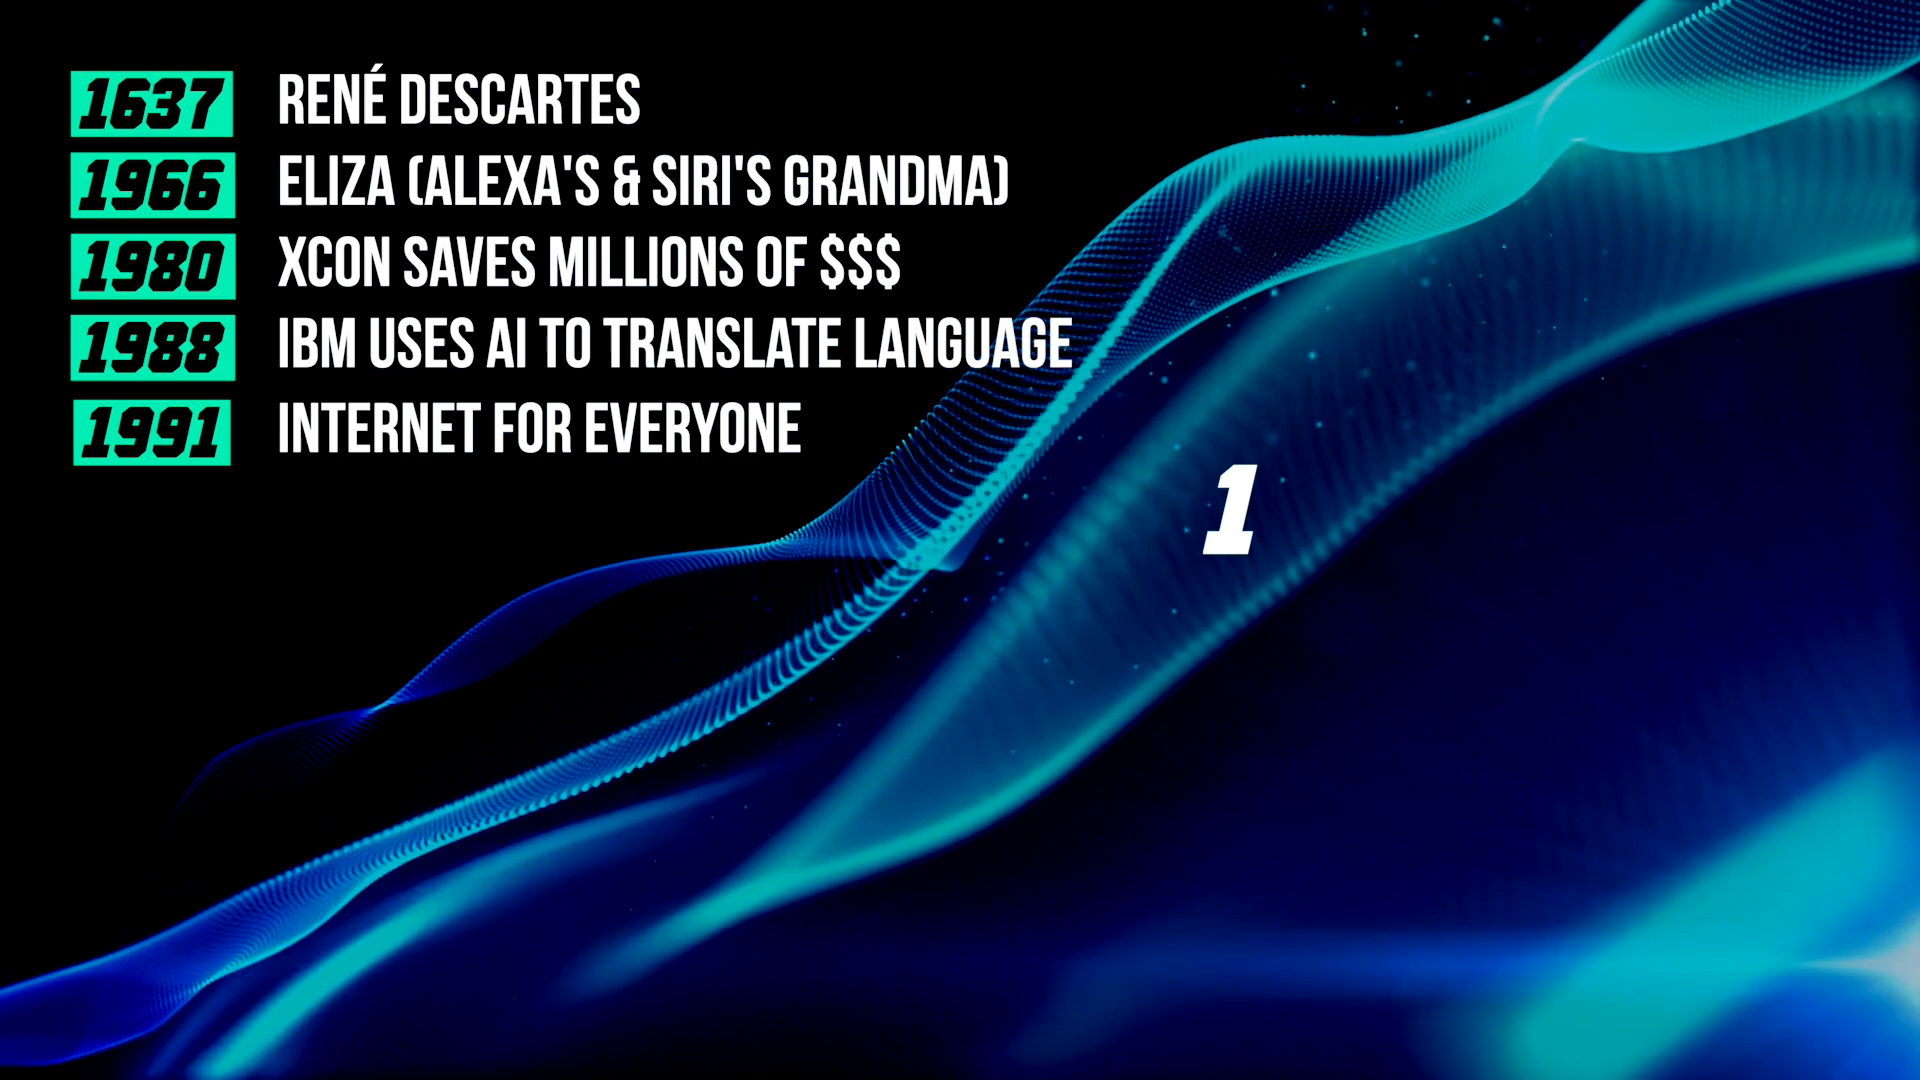 1637 RENÉ DESCARTES
1966 ELIZA (ALEXA'S & SIRI'S GRANDMA)
1980 XCON SAVES MILLIONS OF $$$
1988 IBM USES AI TO TRANSLATE LANGUAGE
1991 INTERNET FOR EVERYONE
1